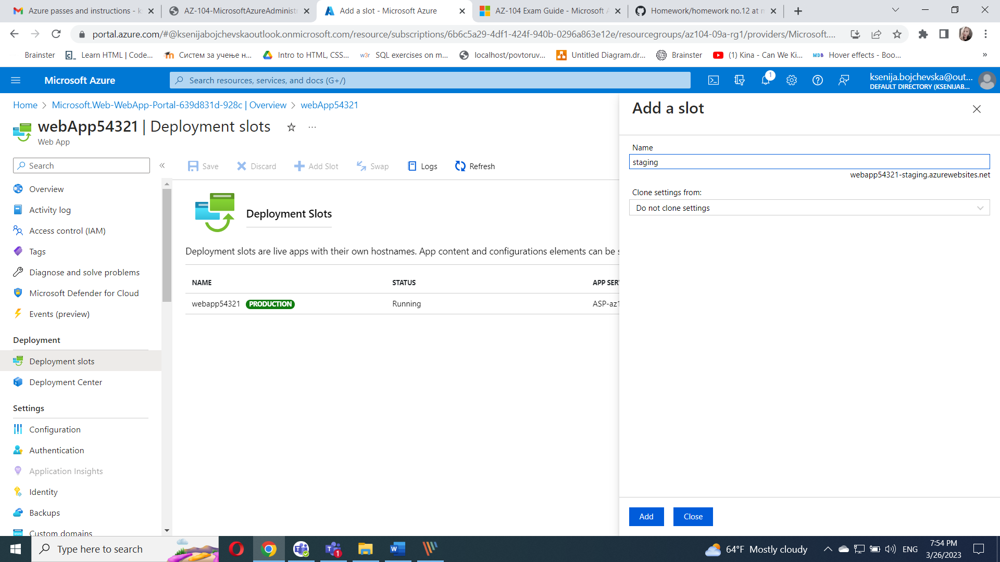 Azure passes and instructions - k
AZ-104-MicrosoftAzureAdministr
Add a slot - Microsoft Azure
AZ-104 Exam Guide - Microsoft A
Homework/homework no.12 at m
portal.azure.com/#@ksenijabojchevskaoutlook.onmicrosoft.com/resource/subscriptions/6b6c5a29-4df1-424f-940b-0296a863e12e/resourcegroups/az104-09a-rg1/providers/Microsoft....
Brainster
Learn HTML | Code...
Систем за учење н...
Intro to HTML, CSS...
w3r SQL exercises on m...
localhost/povtoruv...
Untitled Diagram.dr...
Brainster
(1) Kina - Can We Ki...
MDB Hover effects - Boo...
»
Microsoft Azure
Search resources, services, and docs (G+/)
1
ksenija.bojchevska@out...
DEFAULT DIRECTORY (KSENIJAB...
Home > Microsoft.Web-WebApp-Portal-639d831d-928c | Overview > webApp54321
webApp54321 | Deployment slots
...
Web App
Search
«
Overview
Activity log
Access control (IAM)
Tags
Diagnose and solve problems
Microsoft Defender for Cloud
Events (preview)
Deployment
Deployment slots
Deployment Center
Settings
Configuration
Authentication
Application Insights
Identity
Backups
Custom domains
Save
Discard
Add Slot
Swap
Logs
Refresh
Deployment Slots
Deployment slots are live apps with their own hostnames. App content and configurations elements can be s
NAME
STATUS
APP SER
webapp54321 PRODUCTION
Running
ASP-az1
Add a slot
Name
staging
webapp54321-staging.azurewebsites.net
Clone settings from:
Do not clone settings
Add
Close
Type here to search
1
64°F Mostly cloudy
ENG
7:54 PM
3/26/2023